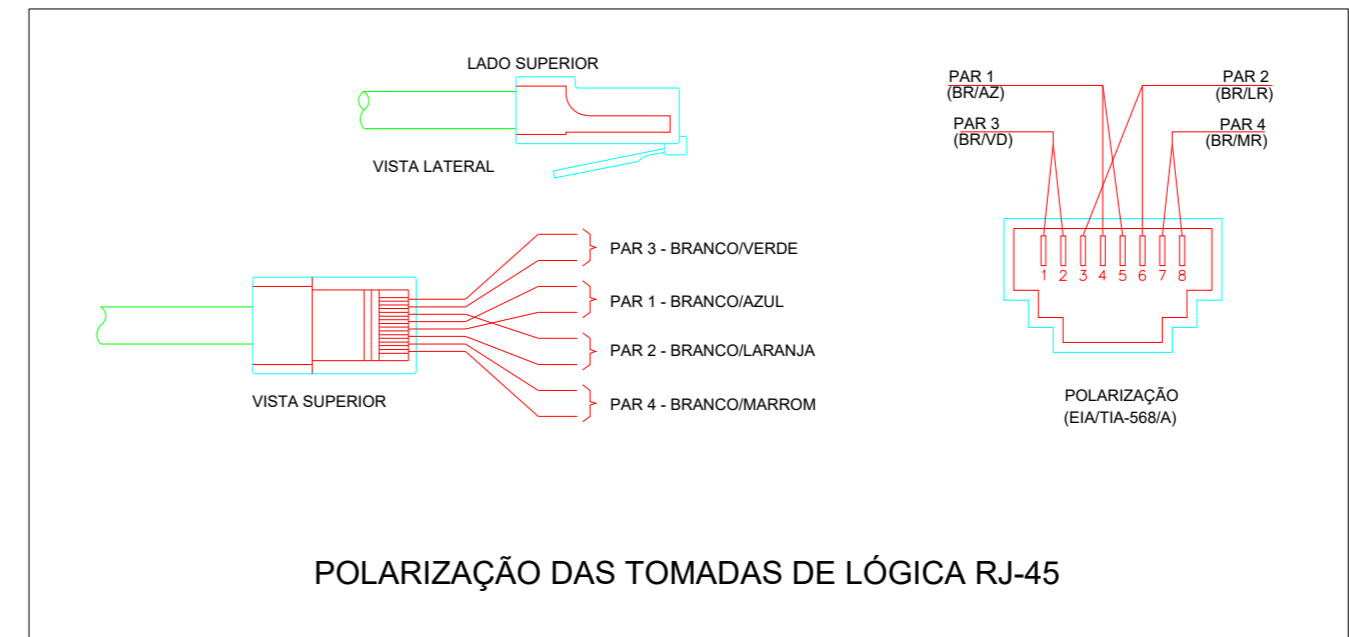 LADO SUPERIOR
VISTA LATERAL
PAR 3 - BRANCO/VERDE
PAR 1 - BRANCO/AZUL
PAR 2 - BRANCO/LARANJA
PAR 4 - BRANCO/MARROM
VISTA SUPERIOR
PAR 1
(BR/AZ)
PAR 2
(BR/LR)
PAR 3
(BR/VD)
PAR 4
(BR/MR)
1 2 3 4 5 6 7 8
POLARIZAÇÃO
(EIA/TIA-568/A)
POLARIZAÇÃO DAS TOMADAS DE LÓGICA RJ-45